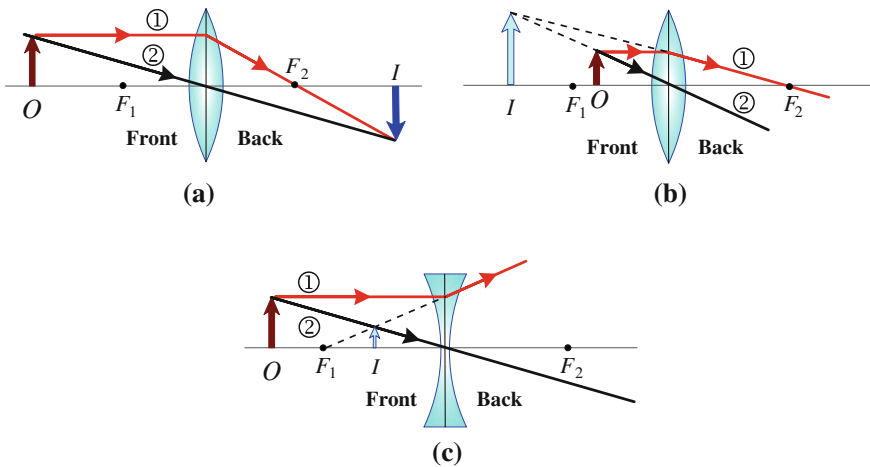 ① ②
O F₁ F₂ I
Front Back
(a)
I F₁ O F₂
① ②
Front Back
(b)
① ②
O F₁ I F₂
Front Back
(c)